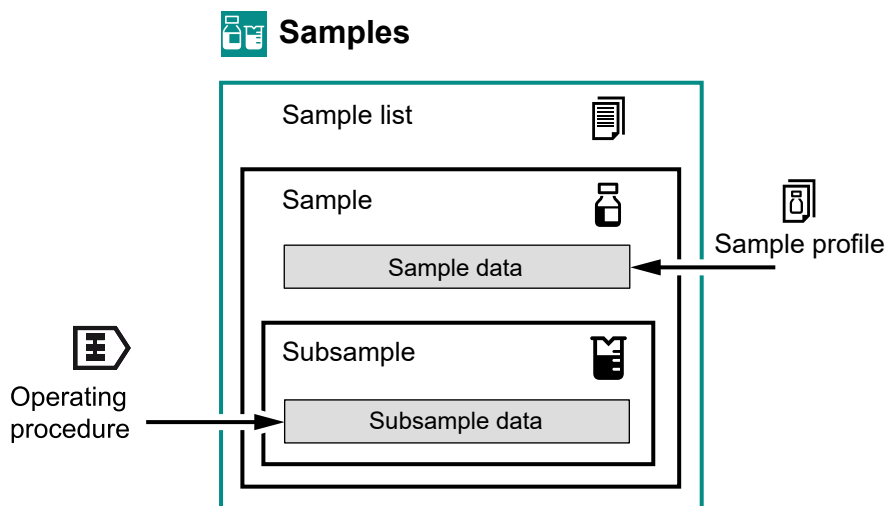 Samples
Sample list
Sample
Sample data
Sample profile
Subsample
Subsample data
Operating
procedure